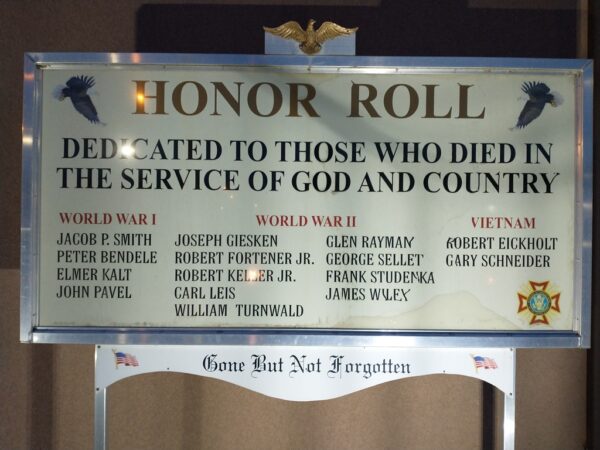 HONOR ROLL
DEDICATED TO THOSE WHO DIED IN
THE SERVICE OF GOD AND COUNTRY
WORLD WAR I
JACOB P. SMITH
PETER BENDELE
ELMER KALT
JOHN PAVEL
WORLD WAR II
JOSEPH GIESKEN
ROBERT FORTENER JR.
ROBERT KELLER JR.
CARL LEIS
WILLIAM TURNWALD
GLEN RAYMAN
GEORGE SELLET
FRANK STUDENKA
JAMES WILEY
VIETNAM
ROBERT EICKHOLT
GARY SCHNEIDER
Gone But Not Forgotten